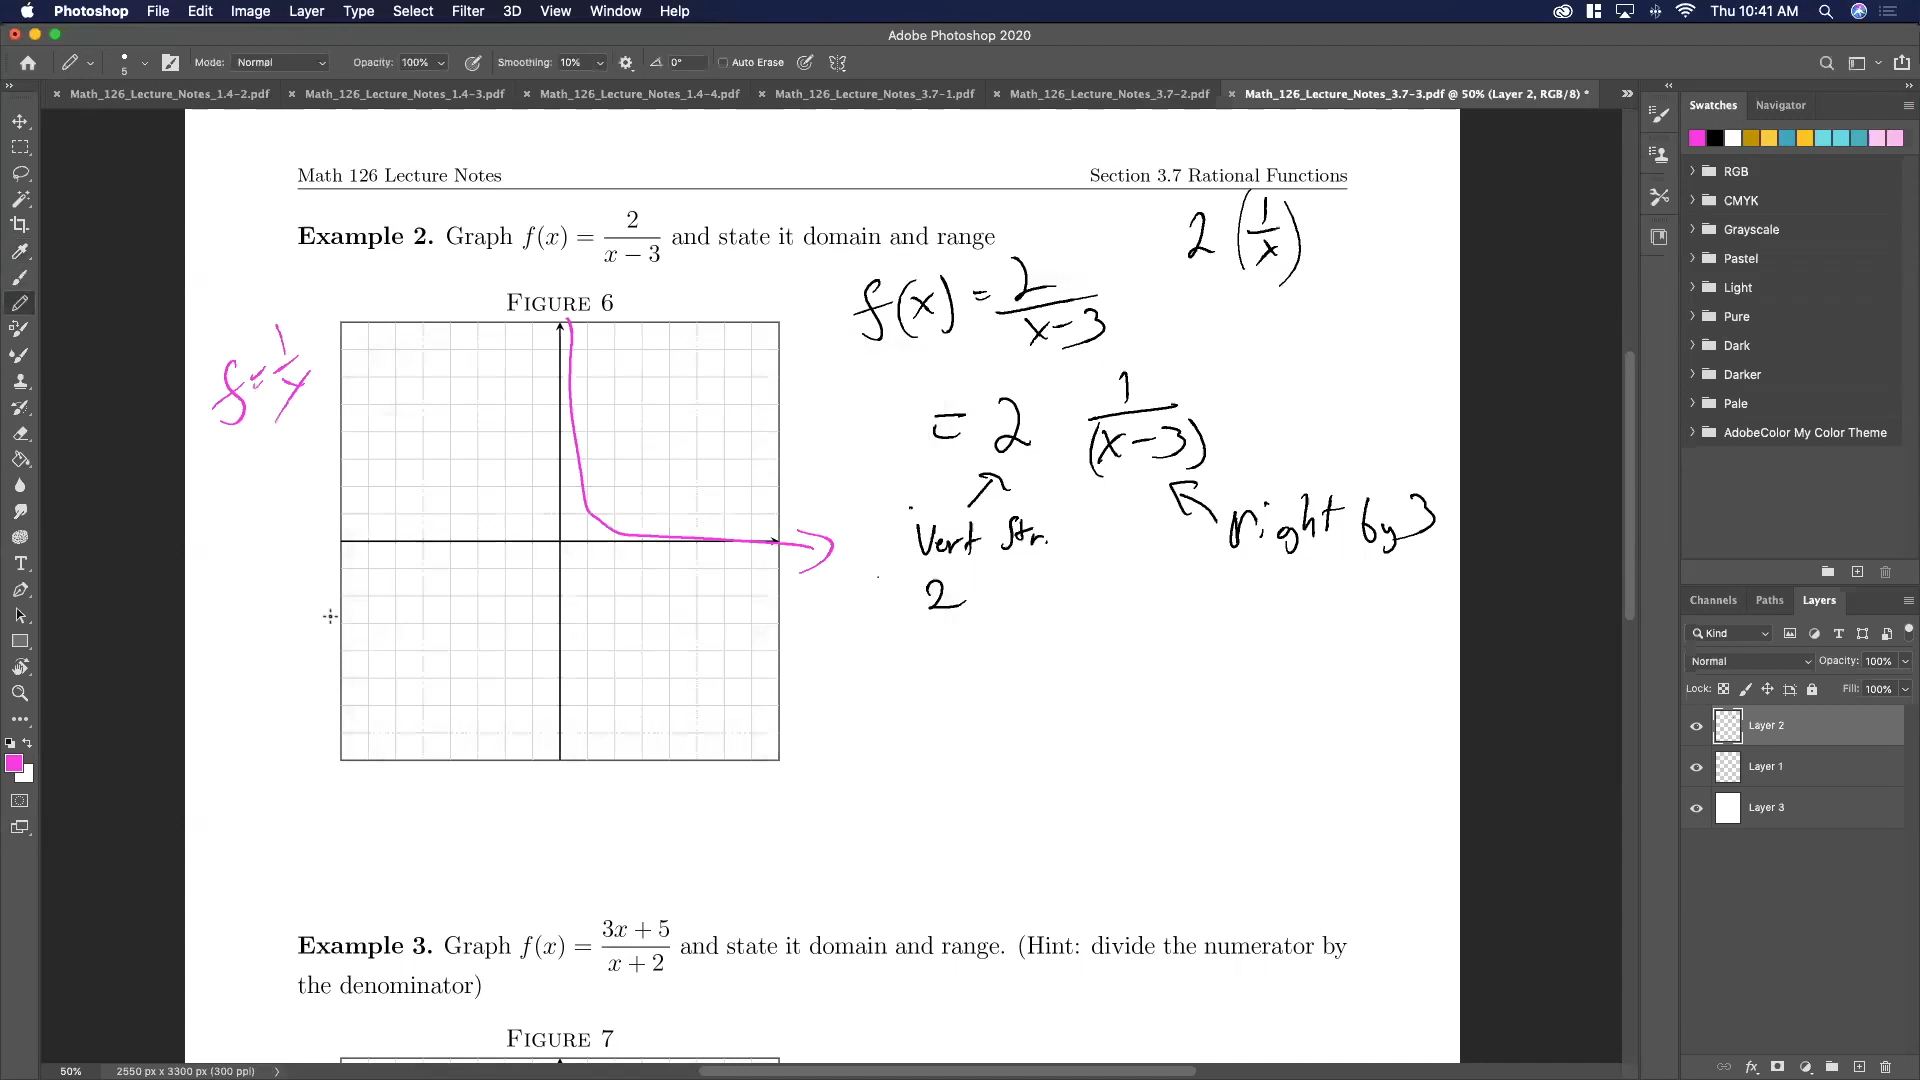 Photoshop File Edit Image Layer Type Select Filter 3D View Window Help Thu 10:41 AM
Adobe Photoshop 2020
5 Mode: Normal Opacity: 100% Smoothing: 10% 0° Auto Erase
Math_126_Lecture_Notes_1.4-2.pdf Math_126_Lecture_Notes_1.4-3.pdf Math_126_Lecture_Notes_1.4-4.pdf Math_126_Lecture_Notes_3.7-1.pdf Math_126_Lecture_Notes_3.7-2.pdf Math_126_Lecture_Notes_3.7-3.pdf @ 50% (Layer 2, RGB/8) *
Swatches Navigator
RGB
CMYK
Grayscale
Pastel
Light
Pure
Dark
Darker
Pale
AdobeColor My Color Theme
Channels Paths Layers
Kind
Normal Opacity: 100%
Lock: Fill: 100%
Layer 2
Layer 1
Layer 3
Math 126 Lecture Notes Section 3.7 Rational Functions
Example 2. Graph f(x) = 2/(x − 3) and state it domain and range
2 (1/x)
FIGURE 6
f(x) = 2/(x-3)
= 2 1/(x-3)
Vert Str. right by 3
2
Example 3. Graph f(x) = (3x + 5)/(x + 2) and state it domain and range. (Hint: divide the numerator by
the denominator)
FIGURE 7
50% 2550 px x 3300 px (300 ppi)